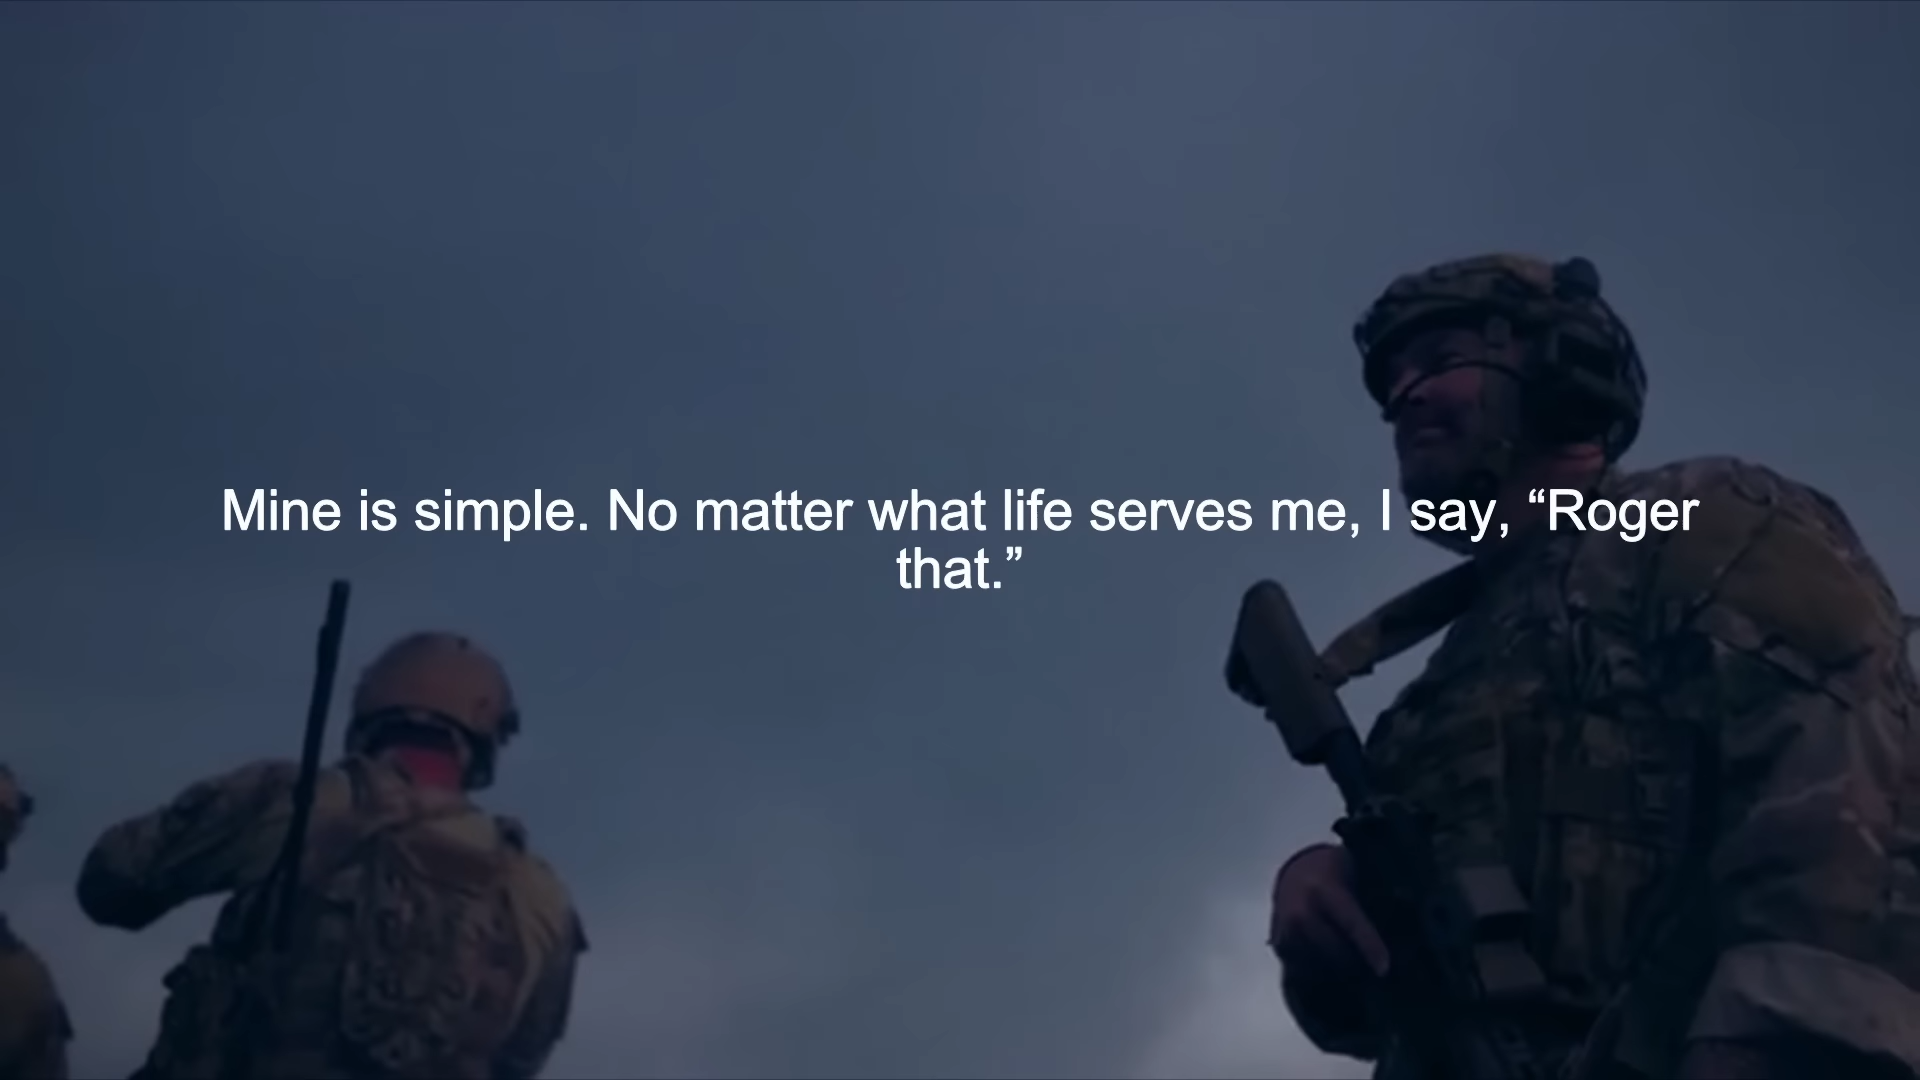 Mine is simple. No matter what life serves me, I say, “Roger
that.”